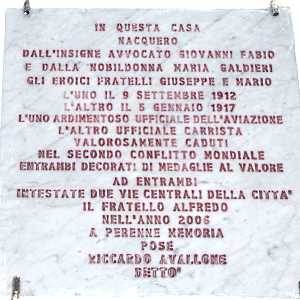 IN QUESTA CASA
NACQUERO
DALL'INSIGNE AVVOCATO GIOVANNI FABIO
E DALLA NOBILDONNA MARIA GALDIERI
GLI EROICI FRATELLI GIUSEPPE E MARIO
L'UNO IL 9 SETTEMBRE 1912
L'ALTRO IL 5 GENNAIO 1917
L'UNO ARDIMENTOSO UFFICIALE DELL'AVIAZIONE
L'ALTRO UFFICIALE CARRISTA
VALOROSAMENTE CADUTI
NEL SECONDO CONFLITTO MONDIALE
ENTRAMBI DECORATI DI MEDAGLIE AL VALORE
AD ENTRAMBI
INTESTATE DUE VIE CENTRALI DELLA CITTA'
IL FRATELLO ALFREDO
NELL'ANNO 2006
A PERENNE MEMORIA
POSE
RICCARDO AVALLONE
DETTO'